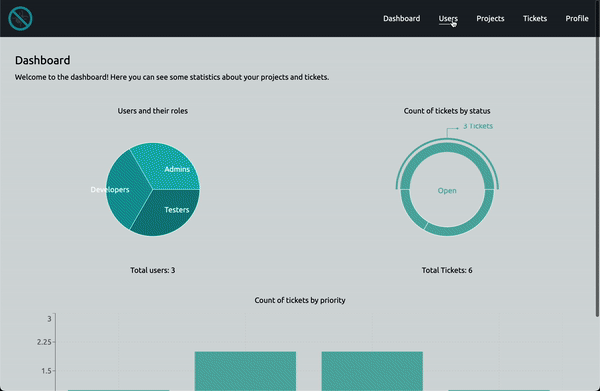 Dashboard Users Projects Tickets Profile
Dashboard
Welcome to the dashboard! Here you can see some statistics about your projects and tickets.
Users and their roles
Count of tickets by status
3 Tickets
Admins
Developers
Testers
Open
Total users: 3
Total Tickets: 6
Count of tickets by priority
3
2.25
1.5